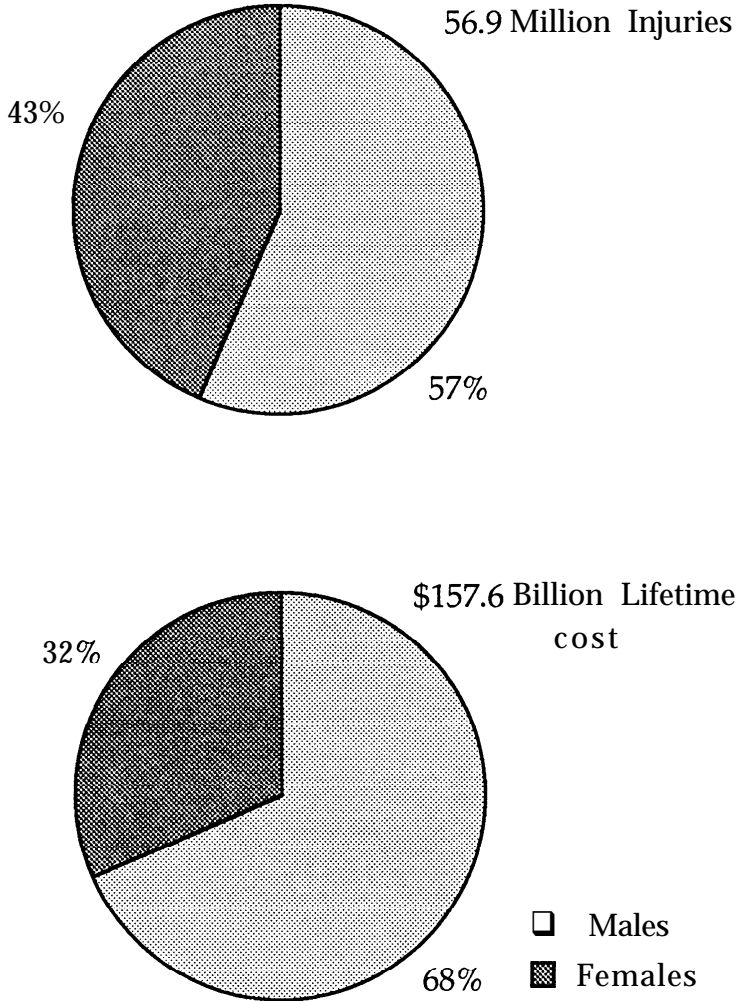 56.9 Million Injuries
43%
57%
$157.6 Billion Lifetime
cost
32%
68%
Males
Females